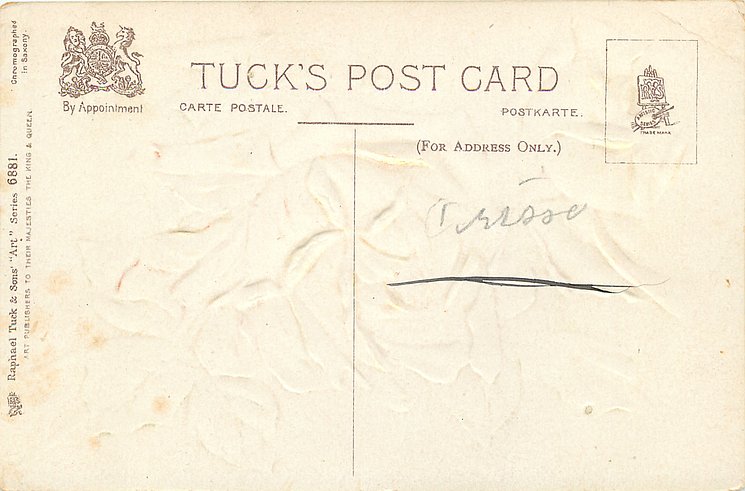 TUCK'S POST CARD
CARTE POSTALE.
POSTKARTE.
(FOR ADDRESS ONLY.)
By Appointment
TRADE MARK
Chromographed
in Saxony.
Raphael Tuck & Sons' "Art" Series 6881.
ART PUBLISHERS TO THEIR MAJESTIES THE KING & QUEEN